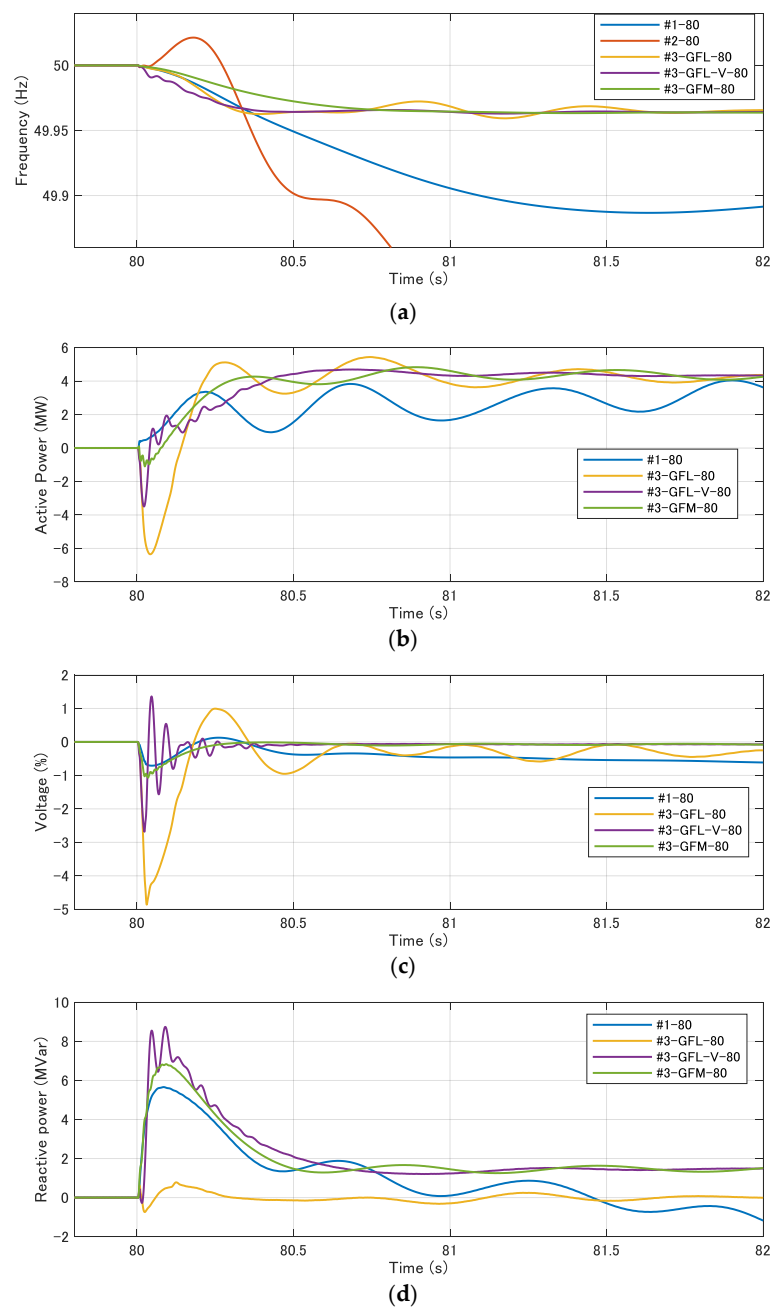 50
49.95
49.9
Frequency (Hz)
#1-80
#2-80
#3-GFL-80
#3-GFL-V-80
#3-GFM-80
80
80.5
81
81.5
82
Time (s)
(a)
6
4
2
0
-2
-4
-6
-8
Active Power (MW)
#1-80
#3-GFL-80
#3-GFL-V-80
#3-GFM-80
80
80.5
81
81.5
82
Time (s)
(b)
2
1
0
-1
-2
-3
-4
-5
Voltage (%)
#1-80
#3-GFL-80
#3-GFL-V-80
#3-GFM-80
80
80.5
81
81.5
82
Time (s)
(c)
10
8
6
4
2
0
-2
Reactive power (MVar)
#1-80
#3-GFL-80
#3-GFL-V-80
#3-GFM-80
80
80.5
81
81.5
82
Time (s)
(d)